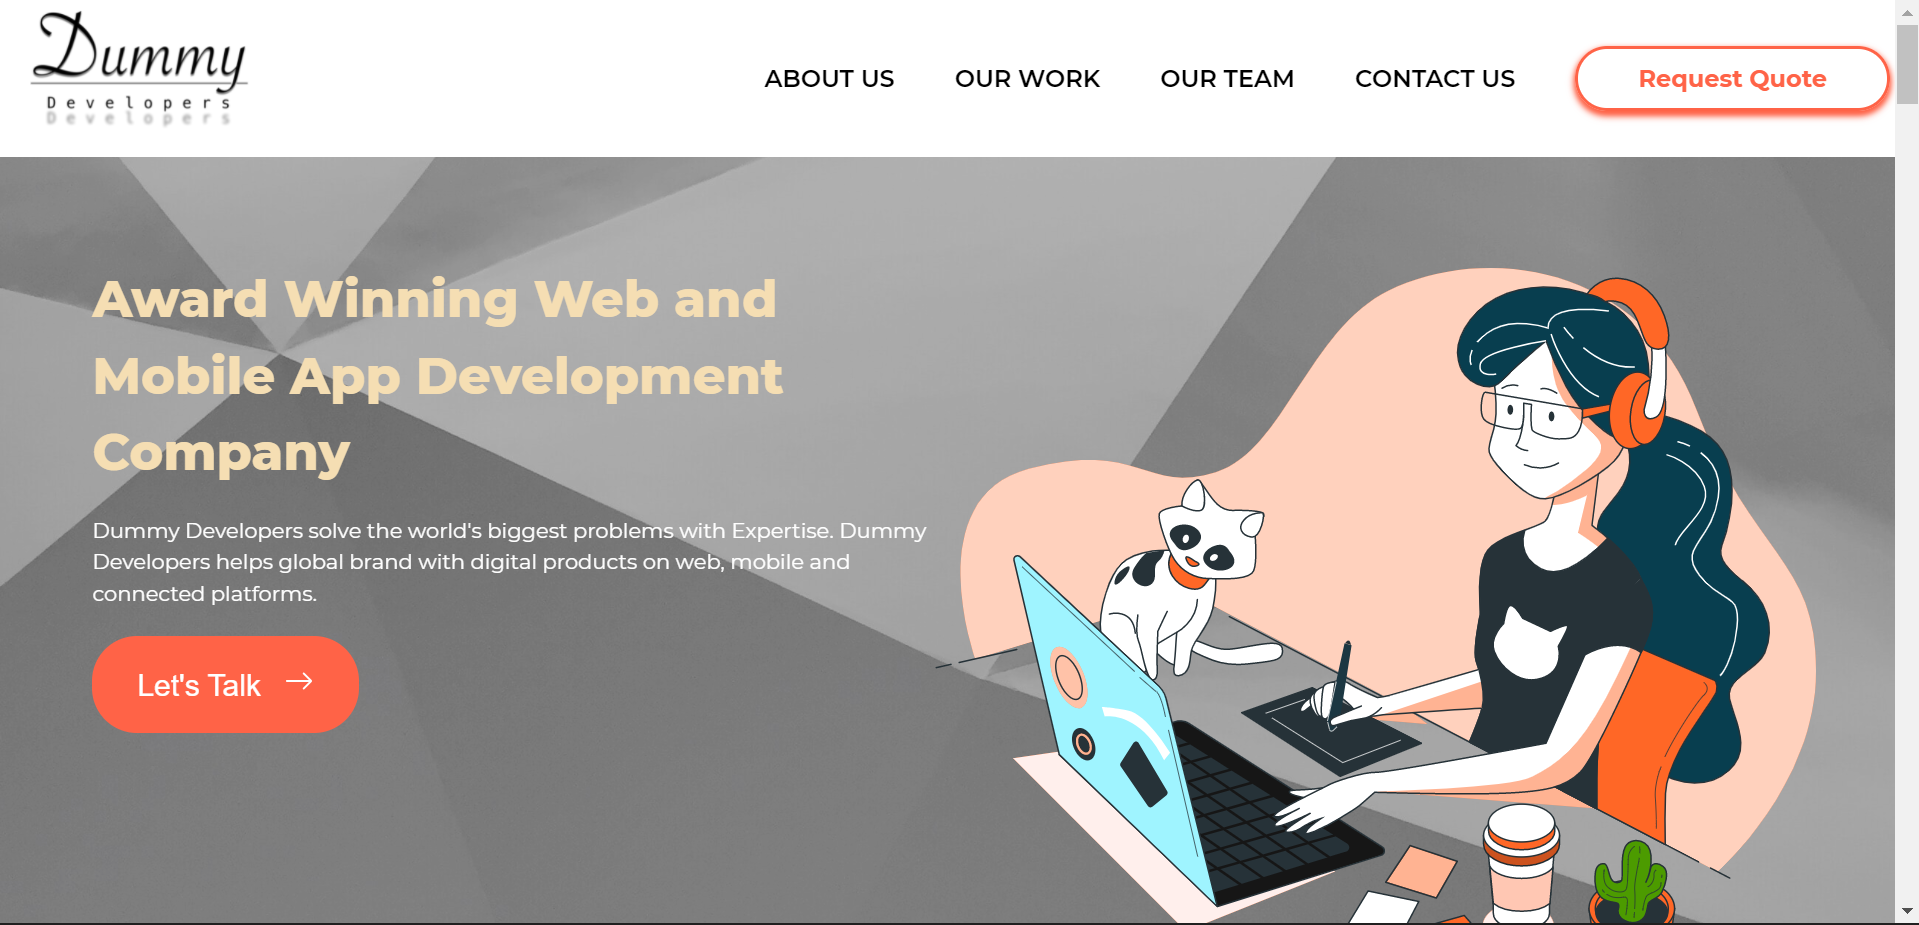 Dummy
Developers
ABOUT US
OUR WORK
OUR TEAM
CONTACT US
Request Quote
Award Winning Web and
Mobile App Development
Company
Dummy Developers solve the world's biggest problems with Expertise. Dummy
Developers helps global brand with digital products on web, mobile and
connected platforms.
Let's Talk